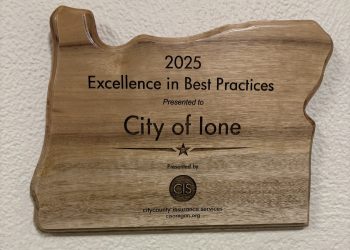 2025
Excellence in Best Practices
Presented to
City of Ione
Presented by
CIS
citycounty insurance services
cisoregon.org